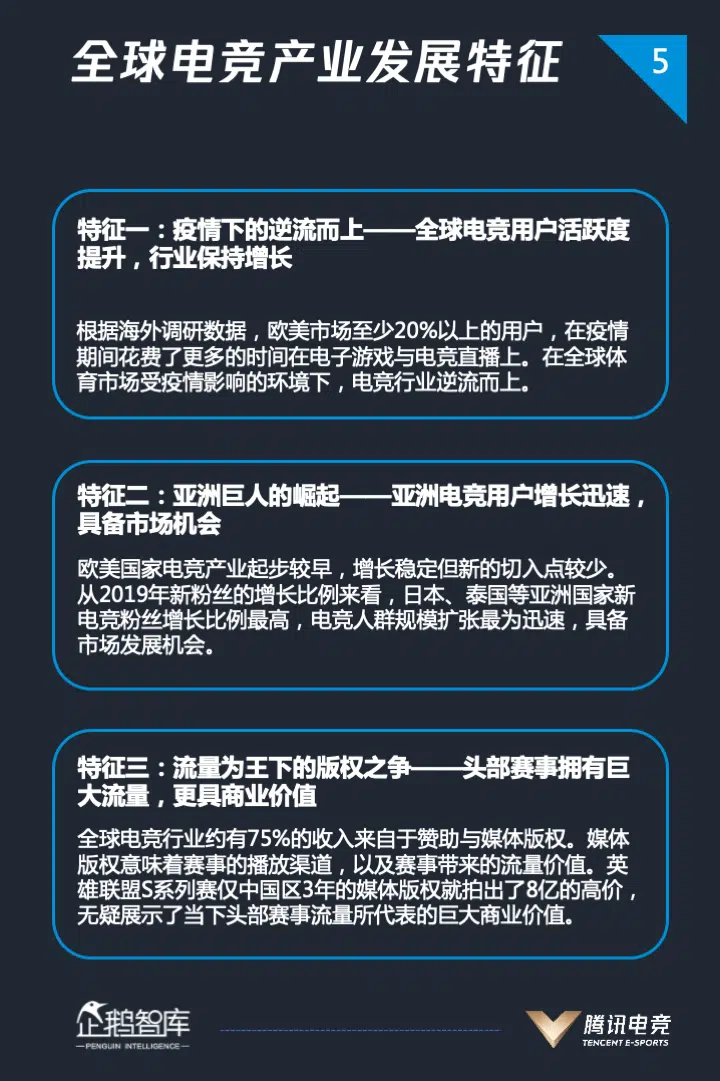 全球电竞产业发展特征
5
特征一：疫情下的逆流而上——全球电竞用户活跃度
提升，行业保持增长
根据海外调研数据，欧美市场至少20%以上的用户，在疫情
期间花费了更多的时间在电子游戏与电竞直播上。在全球体
育市场受疫情影响的环境下，电竞行业逆流而上。
特征二：亚洲巨人的崛起——亚洲电竞用户增长迅速，
具备市场机会
欧美国家电竞产业起步较早，增长稳定但新的切入点较少。
从2019年新粉丝的增长比例来看，日本、泰国等亚洲国家新
电竞粉丝增长比例最高，电竞人群规模扩张最为迅速，具备
市场发展机会。
特征三：流量为王下的版权之争——头部赛事拥有巨
大流量，更具商业价值
全球电竞行业约有75%的收入来自于赞助与媒体版权。媒体
版权意味着赛事的播放渠道，以及赛事带来的流量价值。英
雄联盟S系列赛仅中国区3年的媒体版权就拍出了8亿的高价，
无疑展示了当下头部赛事流量所代表的巨大商业价值。
企鹅智库
PENGUIN INTELLIGENCE
腾讯电竞
TENCENT E-SPORTS